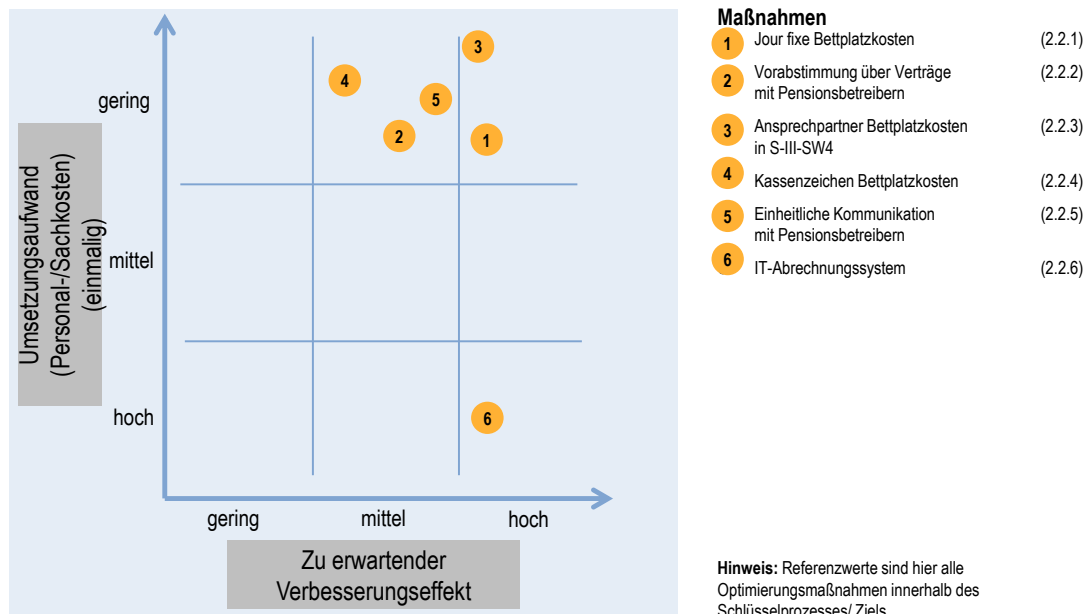 Maßnahmen
1 Jour fixe Bettplatzkosten (2.2.1)
2 Vorabstimmung über Verträge (2.2.2)
mit Pensionsbetreibern
3 Ansprechpartner Bettplatzkosten (2.2.3)
in S-III-SW4
4 Kassenzeichen Bettplatzkosten (2.2.4)
5 Einheitliche Kommunikation (2.2.5)
mit Pensionsbetreibern
6 IT-Abrechnungssystem (2.2.6)
Umsetzungsaufwand
(Personal-/Sachkosten)
(einmalig)
gering
mittel
hoch
3
4
5
2
1
6
gering mittel hoch
Zu erwartender
Verbesserungseffekt
Hinweis: Referenzwerte sind hier alle
Optimierungsmaßnahmen innerhalb des
Schlüsselprozesses/ Ziels